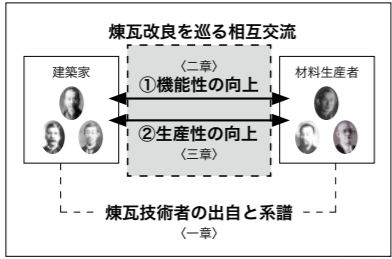 煉瓦改良を巡る相互交流
建築家
〈二章〉
材料生産者
①機能性の向上
②生産性の向上
〈三章〉
煉瓦技術者の出自と系譜
〈一章〉